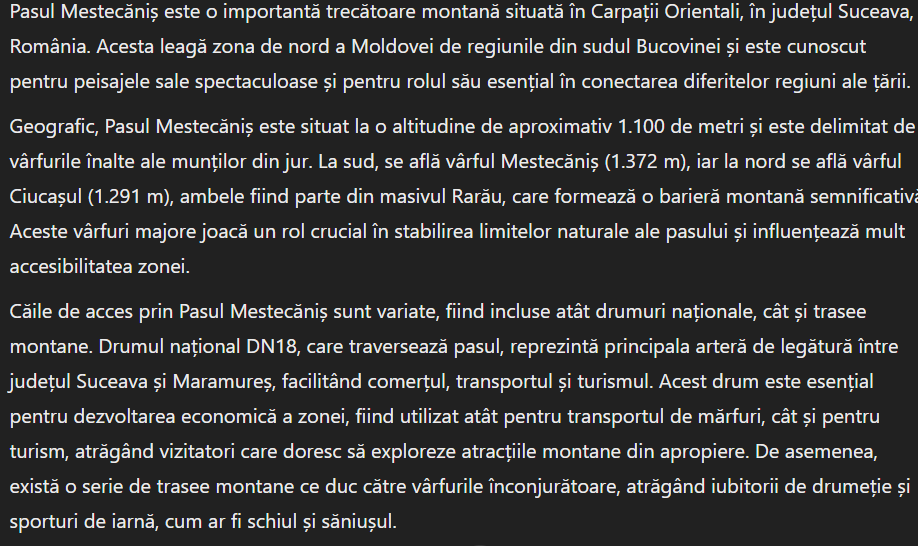 Pasul Mestecăniș este o importantă trecătoare montană situată în Carpații Orientali, în județul Suceava,
România. Acesta leagă zona de nord a Moldovei de regiunile din sudul Bucovinei și este cunoscut
pentru peisajele sale spectaculoase și pentru rolul său esențial în conectarea diferitelor regiuni ale țării.
Geografic, Pasul Mestecăniș este situat la o altitudine de aproximativ 1.100 de metri și este delimitat de
vârfurile înalte ale munților din jur. La sud, se află vârful Mestecăniș (1.372 m), iar la nord se află vârful
Ciucașul (1.291 m), ambele fiind parte din masivul Rarău, care formează o barieră montană semnificativă
Aceste vârfuri majore joacă un rol crucial în stabilirea limitelor naturale ale pasului și influențează mult
accesibilitatea zonei.
Căile de acces prin Pasul Mestecăniș sunt variate, fiind incluse atât drumuri naționale, cât și trasee
montane. Drumul național DN18, care traversează pasul, reprezintă principala arteră de legătură între
județul Suceava și Maramureș, facilitând comerțul, transportul și turismul. Acest drum este esențial
pentru dezvoltarea economică a zonei, fiind utilizat atât pentru transportul de mărfuri, cât și pentru
turism, atrăgând vizitatori care doresc să exploreze atracțiile montane din apropiere. De asemenea,
există o serie de trasee montane ce duc către vârfurile înconjurătoare, atrăgând iubitorii de drumeție și
sporturi de iarnă, cum ar fi schiul și săniușul.